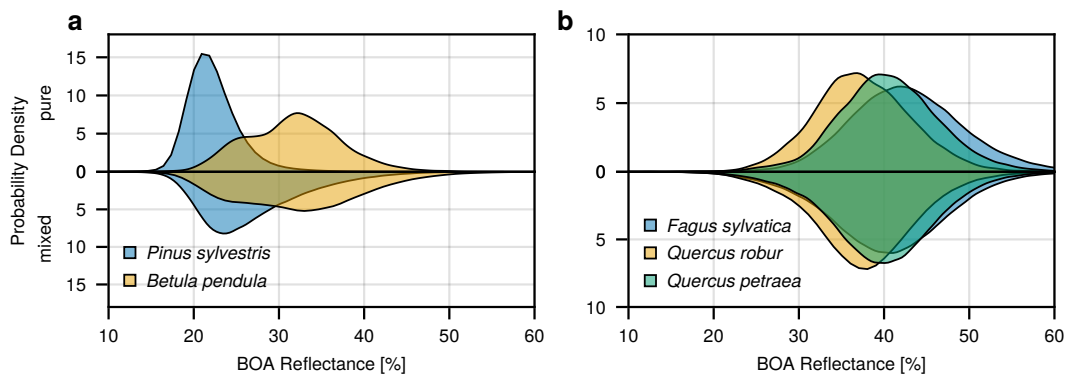 a
15
10
5
0
5
10
15
Probability Density
pure
mixed
Pinus sylvestris
Betula pendula
10 20 30 40 50 60
BOA Reflectance [%]
b
10
5
0
5
10
Fagus sylvatica
Quercus robur
Quercus petraea
10 20 30 40 50 60
BOA Reflectance [%]